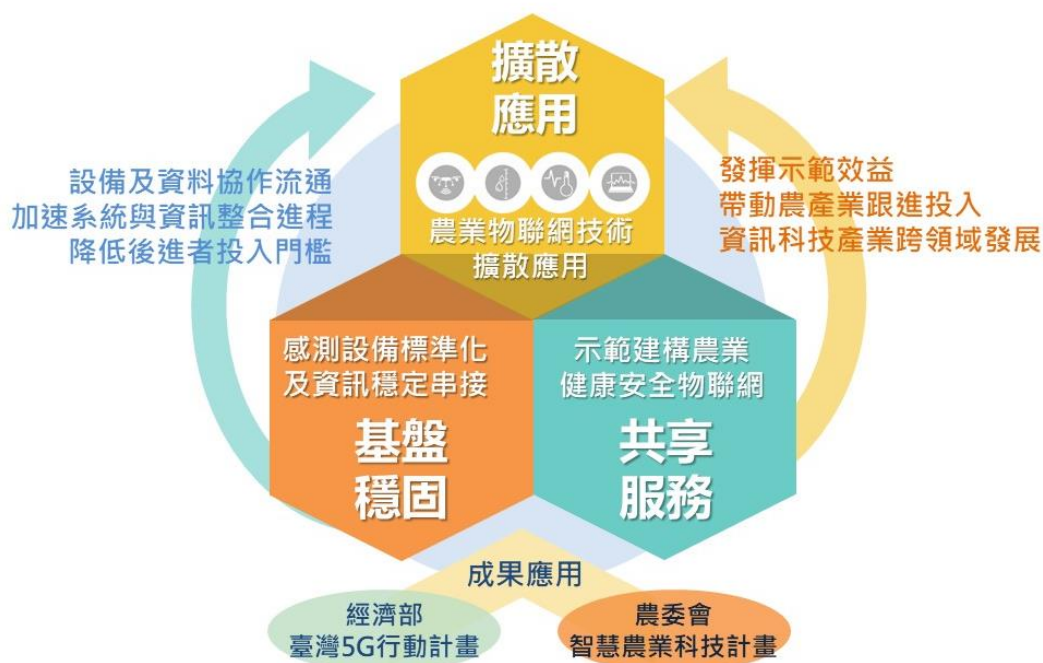 擴散
應用
農業物聯網技術
擴散應用
設備及資料協作流通
加速系統與資訊整合進程
降低後進者投入門檻
發揮示範效益
帶動農產業跟進投入
資訊科技產業跨領域發展
感測設備標準化
及資訊穩定串接
基盤
穩固
示範建構農業
健康安全物聯網
共享
服務
成果應用
經濟部
臺灣5G行動計畫
農委會
智慧農業科技計畫